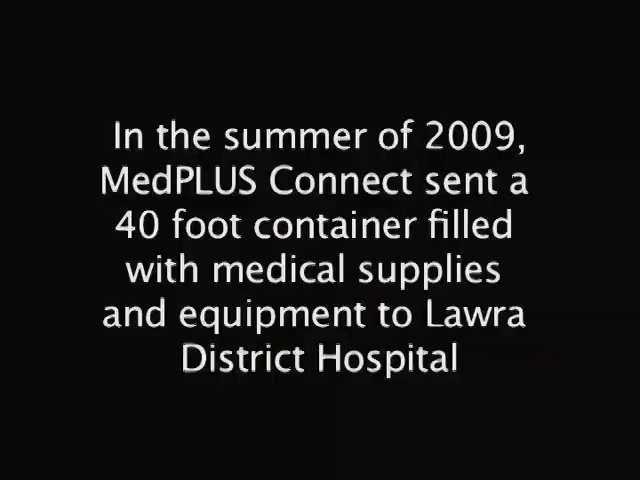 In the summer of 2009,
MedPLUS Connect sent a
40 foot container filled
with medical supplies
and equipment to Lawra
District Hospital